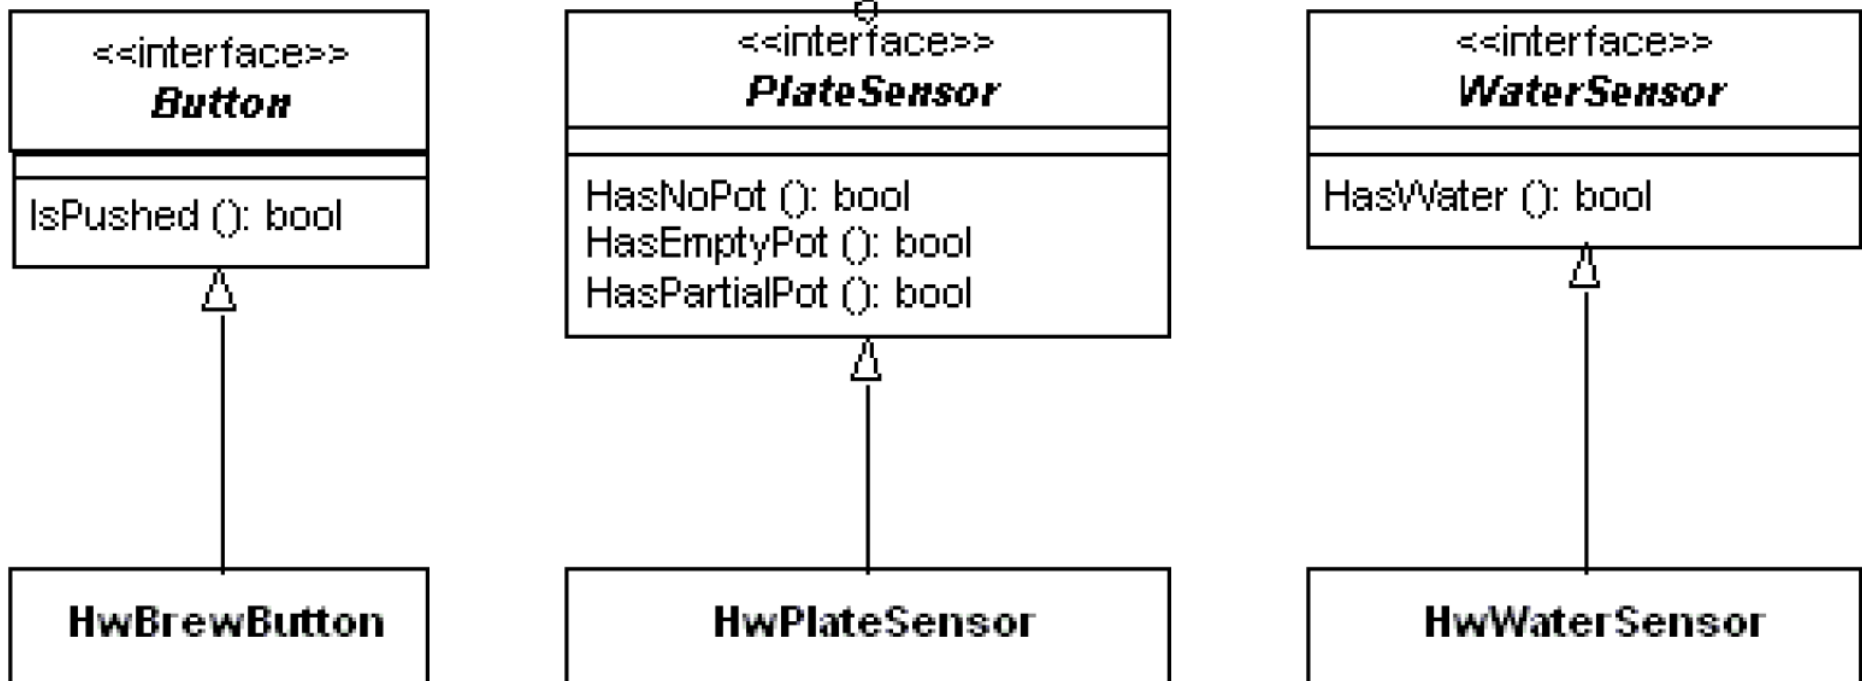 <<interface>>
Button
IsPushed (): bool
<<interface>>
PlateSensor
HasNoPot (): bool
HasEmptyPot (): bool
HasPartialPot (): bool
<<interface>>
WaterSensor
HasWater (): bool
HwBrewButton
HwPlateSensor
HwWaterSensor